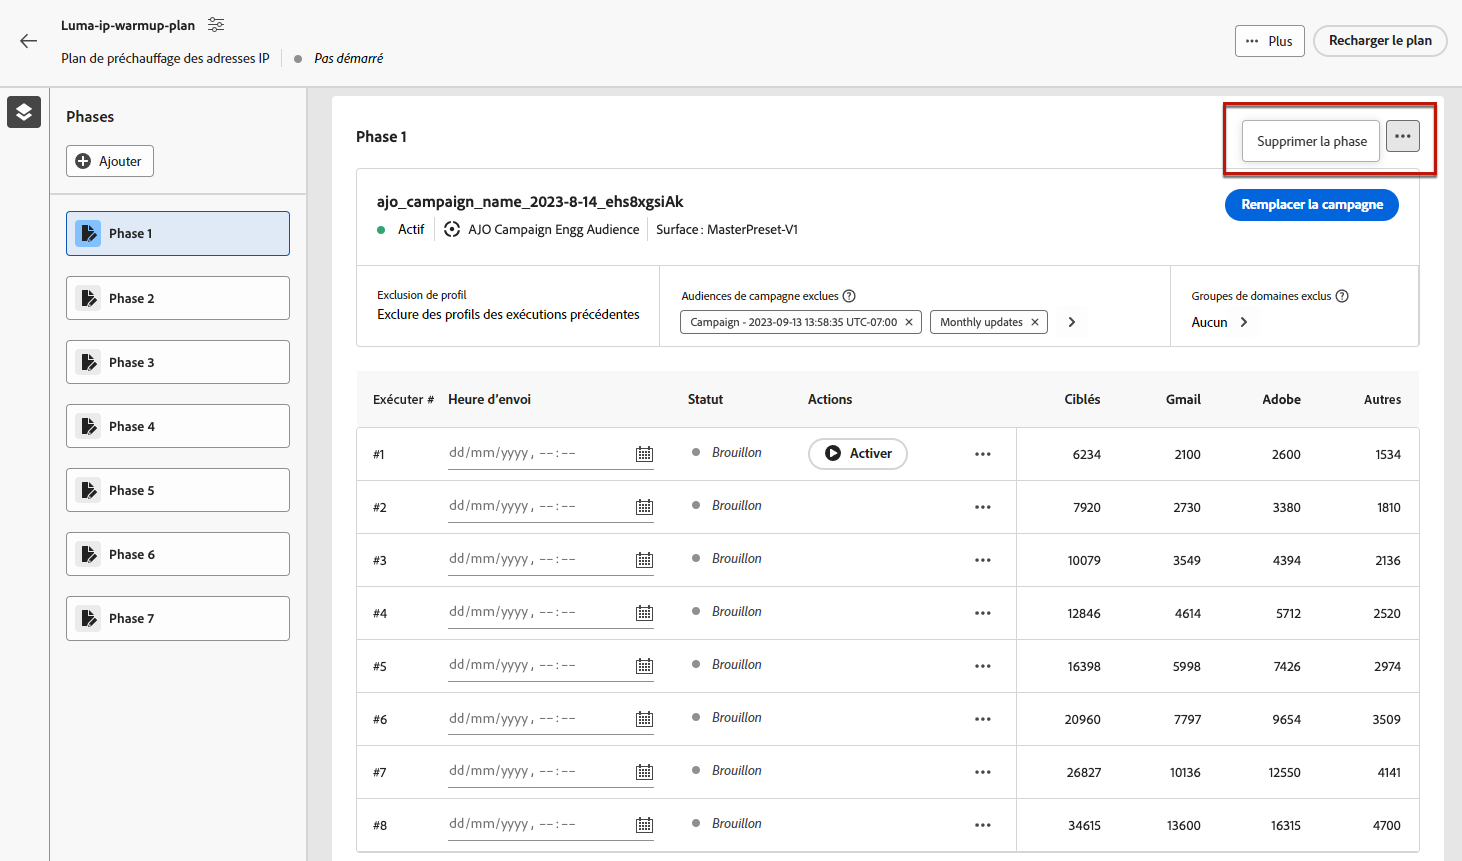 Luma-ip-warmup-plan
Plan de préchauffage des adresses IP
Pas démarré
Plus
Recharger le plan
Phases
Ajouter
Phase 1
Phase 2
Phase 3
Phase 4
Phase 5
Phase 6
Phase 7
Phase 1
Supprimer la phase
ajo_campaign_name_2023-8-14_ehs8xgsiAk
Remplacer la campagne
Actif AJO Campaign Engg Audience Surface : MasterPreset-V1
Exclusion de profil
Exclure des profils des exécutions précédentes
Audiences de campagne exclues
Campaign - 2023-09-13 13:58:35 UTC-07:00
Monthly updates
Groupes de domaines exclus
Aucun
Exécuter # Heure d'envoi Statut Actions Ciblés Gmail Adobe Autres
#1 dd/mm/yyyy, --:-- Brouillon Activer 6234 2100 2600 1534
#2 dd/mm/yyyy, --:-- Brouillon 7920 2730 3380 1810
#3 dd/mm/yyyy, --:-- Brouillon 10079 3549 4394 2136
#4 dd/mm/yyyy, --:-- Brouillon 12846 4614 5712 2520
#5 dd/mm/yyyy, --:-- Brouillon 16398 5998 7426 2974
#6 dd/mm/yyyy, --:-- Brouillon 20960 7797 9654 3509
#7 dd/mm/yyyy, --:-- Brouillon 26827 10136 12550 4141
#8 dd/mm/yyyy, --:-- Brouillon 34615 13600 16315 4700